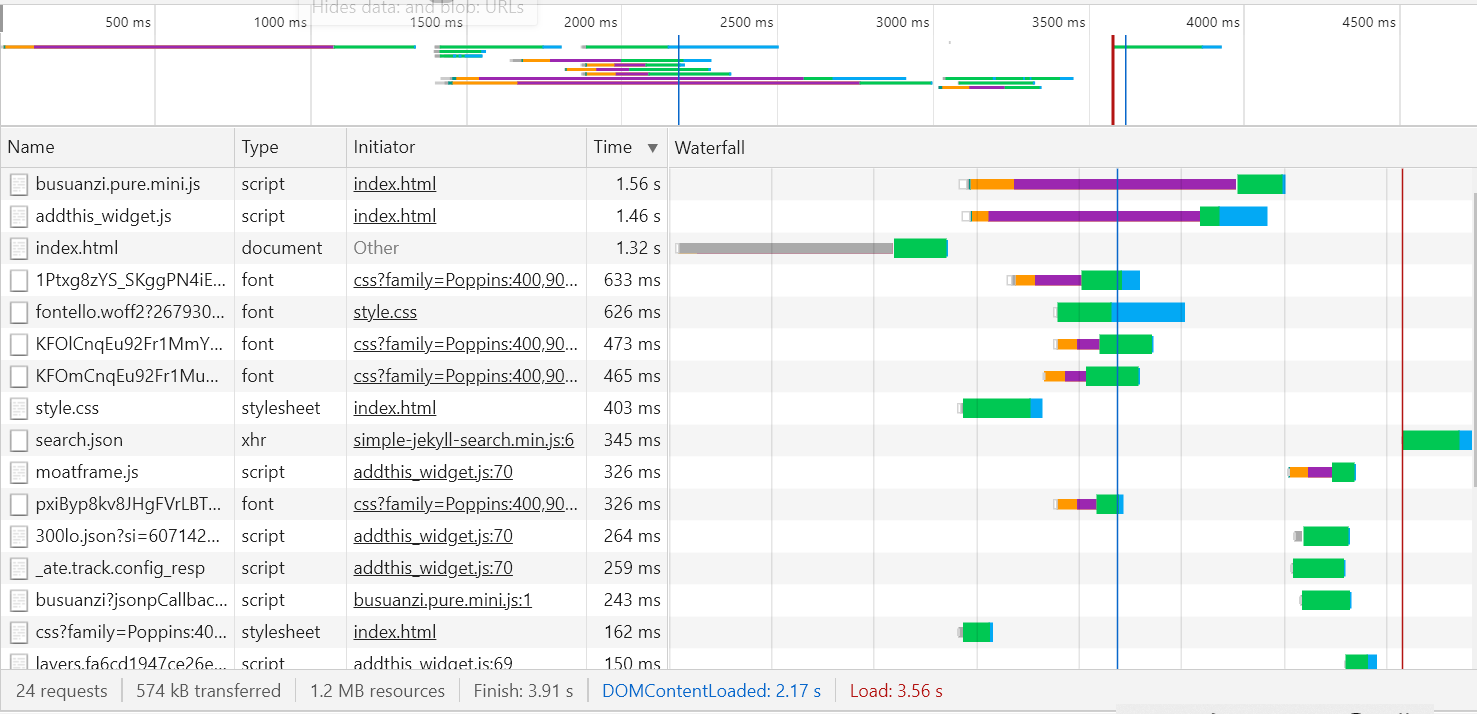 Hides data: and blob: URLs
500 ms 1000 ms 1500 ms 2000 ms 2500 ms 3000 ms 3500 ms 4000 ms 4500 ms
Name Type Initiator Time ▼ Waterfall
busuanzi.pure.mini.js script index.html 1.56 s
addthis_widget.js script index.html 1.46 s
index.html document Other 1.32 s
1Ptxg8zYS_SKggPN4iE... font css?family=Poppins:400,90... 633 ms
fontello.woff2?267930... font style.css 626 ms
KFOlCnqEu92Fr1MmY... font css?family=Poppins:400,90... 473 ms
KFOmCnqEu92Fr1Mu... font css?family=Poppins:400,90... 465 ms
style.css stylesheet index.html 403 ms
search.json xhr simple-jekyll-search.min.js:6 345 ms
moatframe.js script addthis_widget.js:70 326 ms
pxiByp8kv8JHgFVrLBT... font css?family=Poppins:400,90... 326 ms
300lo.json?si=607142... script addthis_widget.js:70 264 ms
_ate.track.config_resp script addthis_widget.js:70 259 ms
busuanzi?jsonpCallbac... script busuanzi.pure.mini.js:1 243 ms
css?family=Poppins:40... stylesheet index.html 162 ms
layers.fa6cd1947ce26e... script addthis_widget.js:69 150 ms
24 requests 574 kB transferred 1.2 MB resources Finish: 3.91 s DOMContentLoaded: 2.17 s Load: 3.56 s